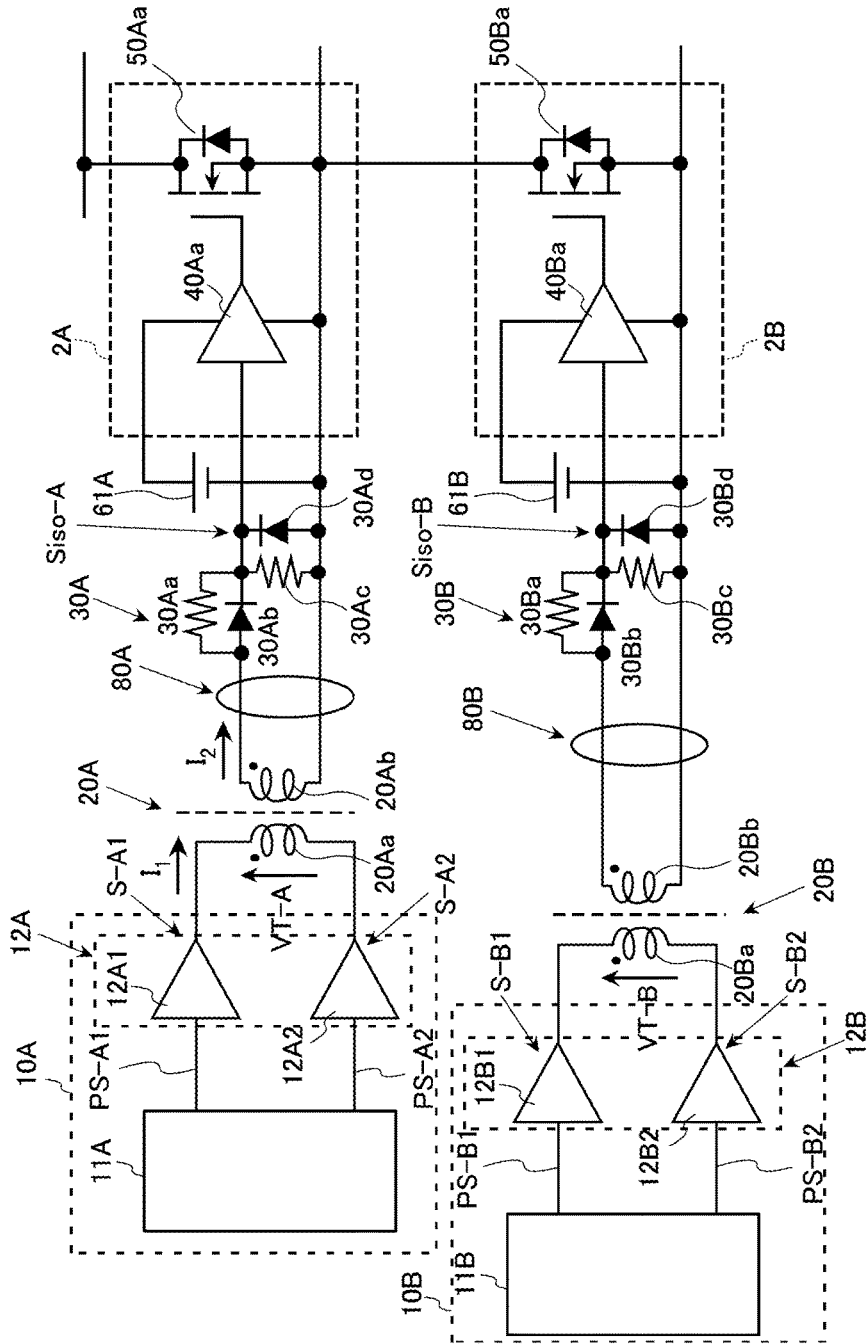 50Aa
2A
40Aa
61A
Siso-A
30Ad
30A
30Aa
30Ab
30Ac
80A
I2
20A
20Ab
I1
S-A1
20Aa
VT-A
S-A2
12A
12A1
12A2
10A
PS-A1
PS-A2
11A
50Ba
40Ba
2B
61B
Siso-B
30Bd
30B
30Ba
30Bb
30Bc
80B
20Bb
20B
S-B1
VT-B
20Ba
S-B2
12B1
12B
12B2
PS-B1
PS-B2
11B
10B